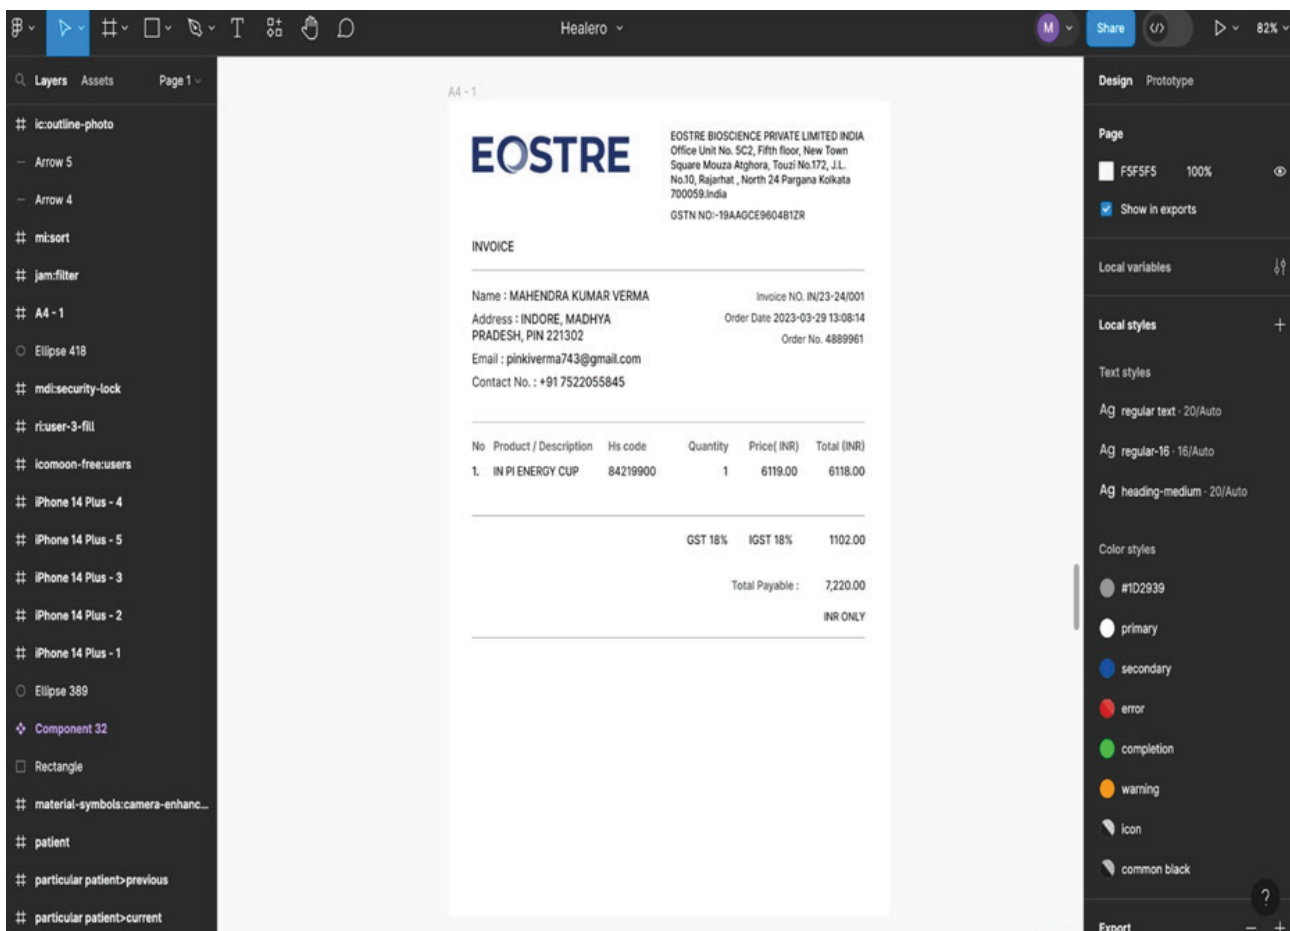 Healero
M
Share
82%
Layers Assets Page 1
ic:outline-photo
Arrow 5
Arrow 4
mi:sort
jam:filter
A4 - 1
Ellipse 418
mdi:security-lock
ri:user-3-fill
icomoon-free:users
iPhone 14 Plus - 4
iPhone 14 Plus - 5
iPhone 14 Plus - 3
iPhone 14 Plus - 2
iPhone 14 Plus - 1
Ellipse 389
Component 32
Rectangle
material-symbols:camera-enhanc...
patient
particular patient>previous
particular patient>current
A4 - 1
EOSTRE
EOSTRE BIOSCIENCE PRIVATE LIMITED INDIA
Office Unit No. 5C2, Fifth floor, New Town
Square Mouza Atghora, Touzi No.172, J.L.
No.10, Rajarhat , North 24 Pargana Kolkata
700059.India
GSTN NO:-19AAGCE9604B1ZR
INVOICE
Name : MAHENDRA KUMAR VERMA
Address : INDORE, MADHYA
PRADESH, PIN 221302
Email : pinkiverma743@gmail.com
Contact No. : +91 7522055845
Invoice NO. IN/23-24/001
Order Date 2023-03-29 13:08:14
Order No. 4889961
No Product / Description Hs code Quantity Price( INR) Total (INR)
1. IN PI ENERGY CUP 84219900 1 6119.00 6118.00
GST 18% IGST 18% 1102.00
Total Payable : 7,220.00
INR ONLY
Design Prototype
Page
F5F5F5 100%
Show in exports
Local variables
Local styles
Text styles
Ag regular text · 20/Auto
Ag regular-16 · 16/Auto
Ag heading-medium · 20/Auto
Color styles
#1D2939
primary
secondary
error
completion
warning
icon
common black
?
Export